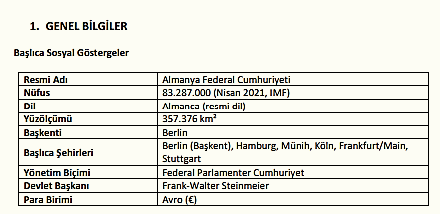 1. GENEL BİLGİLER
Başlıca Sosyal Göstergeler
Resmi Adı Almanya Federal Cumhuriyeti
Nüfus 83.287.000 (Nisan 2021, IMF)
Dil Almanca (resmi dil)
Yüzölçümü 357.376 km²
Başkenti Berlin
Başlıca Şehirleri Berlin (Başkent), Hamburg, Münih, Köln, Frankfurt/Main,
Stuttgart
Yönetim Biçimi Federal Parlamenter Cumhuriyet
Devlet Başkanı Frank-Walter Steinmeier
Para Birimi Avro (€)